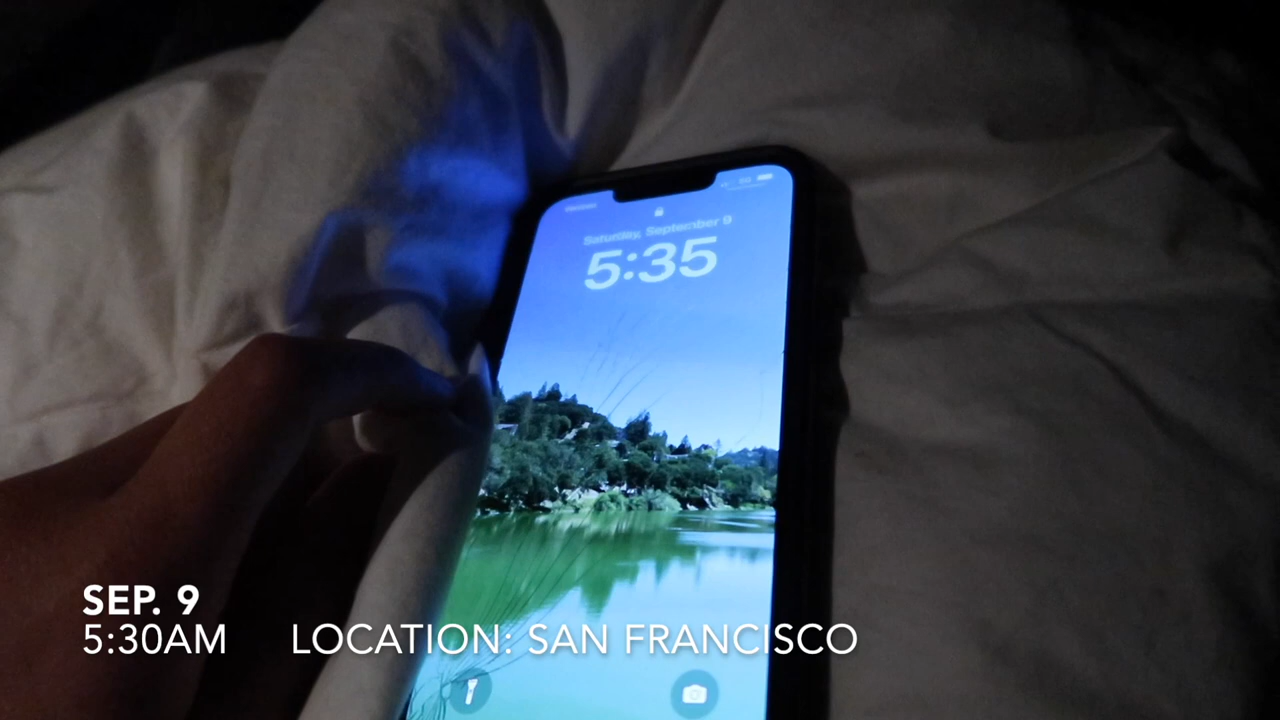 Saturday, September 9
5:35
SEP. 9
5:30AM LOCATION: SAN FRANCISCO